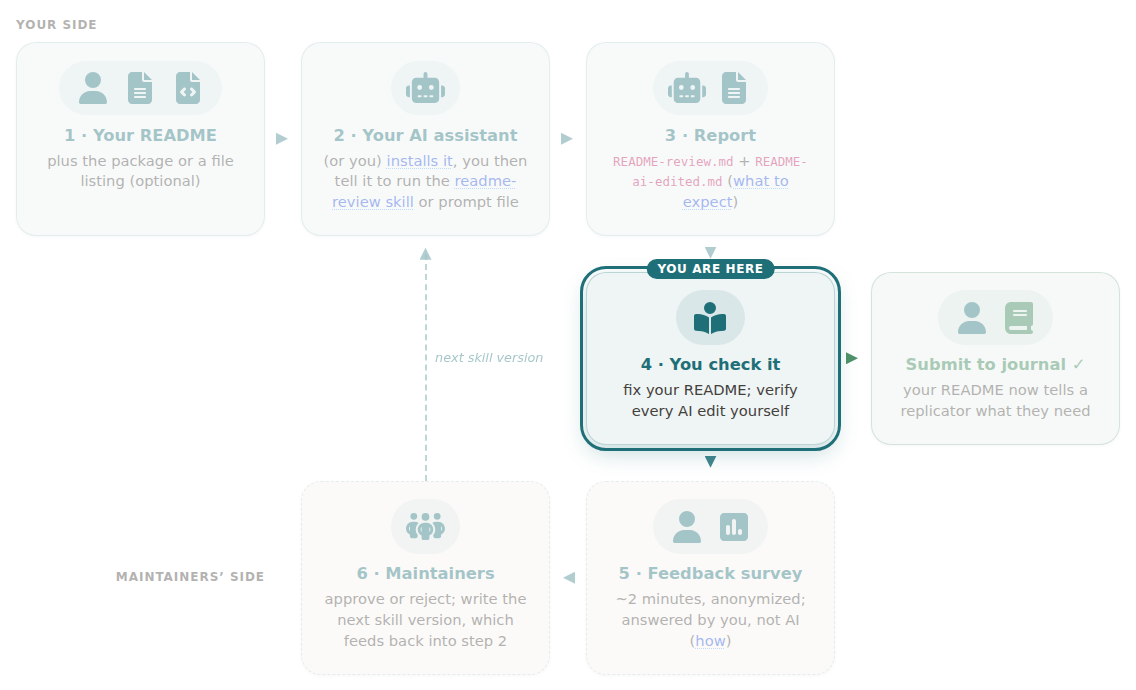 YOUR SIDE
1 · Your README
plus the package or a file
listing (optional)
2 · Your AI assistant
(or you) installs it, you then
tell it to run the readme-
review skill or prompt file
3 · Report
README-review.md + README-
ai-edited.md (what to
expect)
YOU ARE HERE
4 · You check it
fix your README; verify
every AI edit yourself
Submit to journal ✓
your README now tells a
replicator what they need
next skill version
MAINTAINERS’ SIDE
6 · Maintainers
approve or reject; write the
next skill version, which
feeds back into step 2
5 · Feedback survey
~2 minutes, anonymized;
answered by you, not AI
(how)